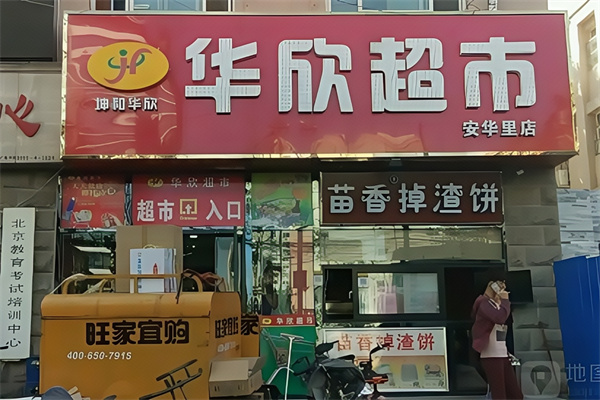 华欣超市
坤和华欣
安华里店
华欣超市
超市入口
苗香掉渣饼
北京教育考试培训中心
旺家宜购
400-650-7915
华欣超市
苗香掉渣饼
地图